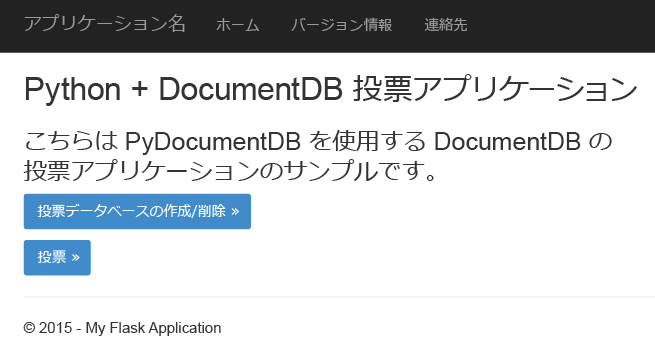 アプリケーション名 ホーム バージョン情報 連絡先
Python + DocumentDB 投票アプリケーション
こちらは PyDocumentDB を使用する DocumentDB の
投票アプリケーションのサンプルです。
投票データベースの作成/削除 »
投票 »
© 2015 - My Flask Application